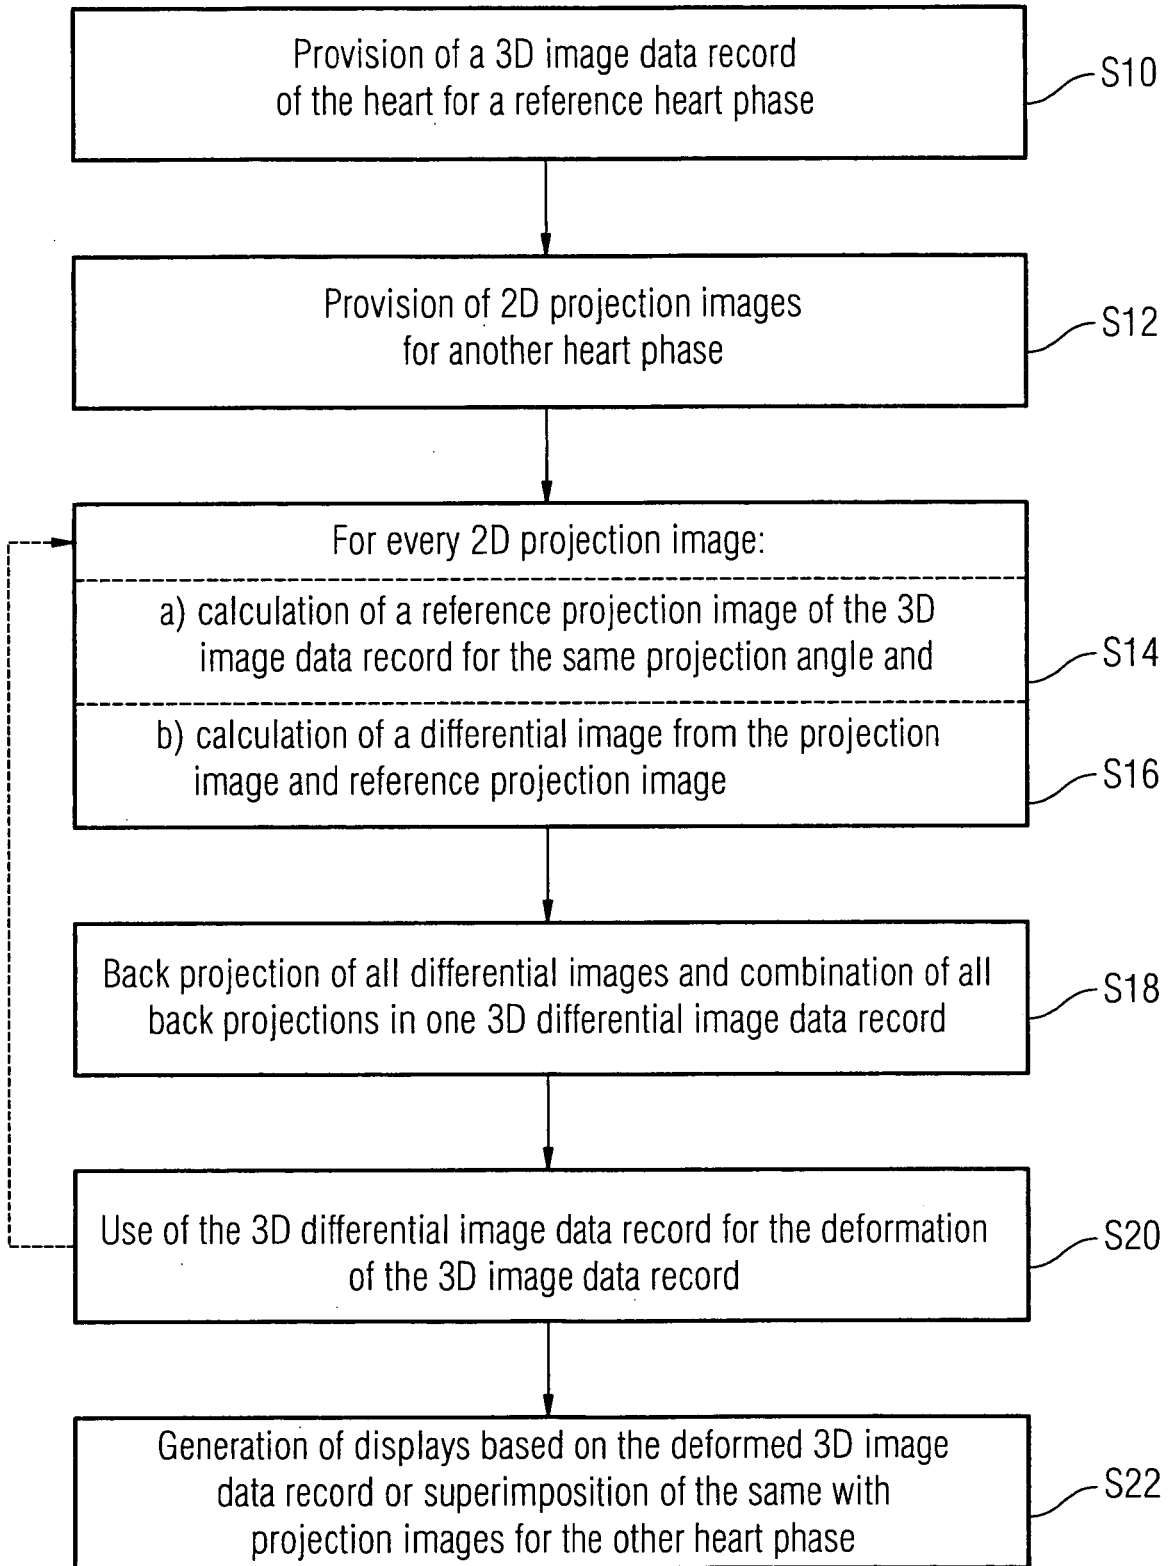 Provision of a 3D image data record
of the heart for a reference heart phase
S10
Provision of 2D projection images
for another heart phase
S12
For every 2D projection image:
a) calculation of a reference projection image of the 3D
image data record for the same projection angle and
S14
b) calculation of a differential image from the projection
image and reference projection image
S16
Back projection of all differential images and combination of all
back projections in one 3D differential image data record
S18
Use of the 3D differential image data record for the deformation
of the 3D image data record
S20
Generation of displays based on the deformed 3D image
data record or superimposition of the same with
projection images for the other heart phase
S22